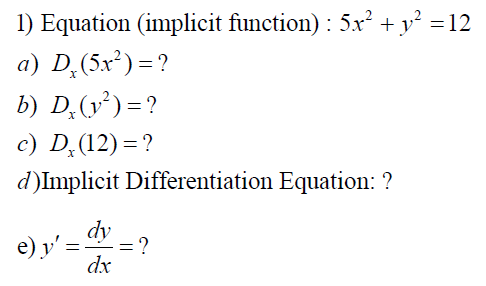 1) Equation (implicit function) : 5x² + y² = 12
a) Dₓ(5x²) = ?
b) Dₓ(y²) = ?
c) Dₓ(12) = ?
d)Implicit Differentiation Equation: ?
e) y' = dy/dx = ?